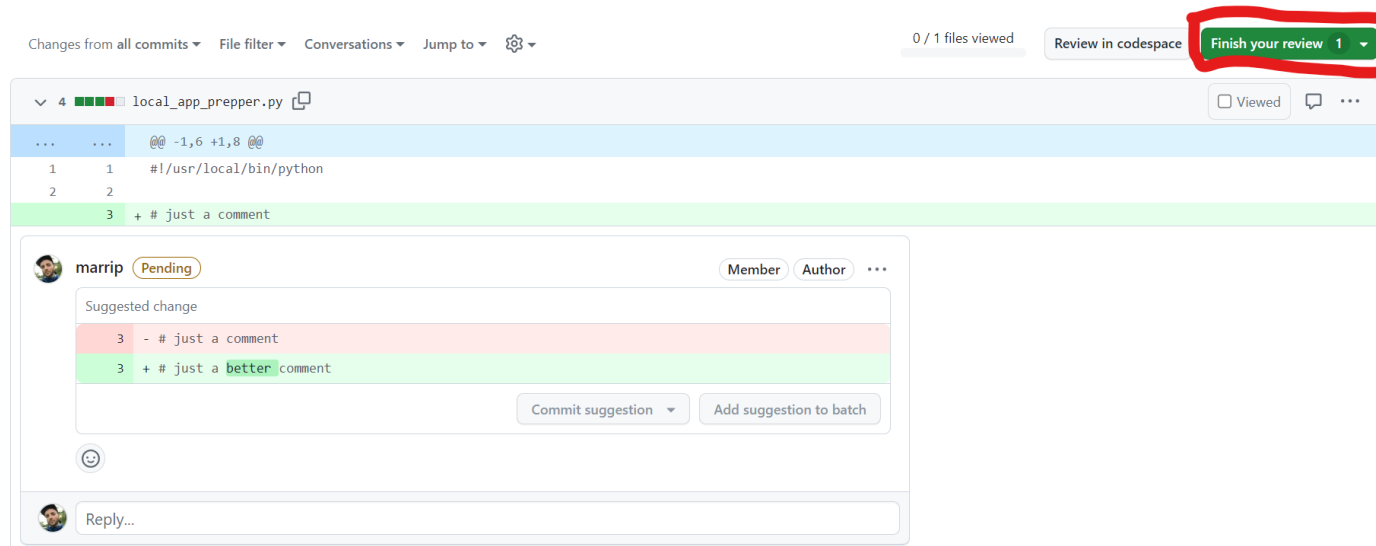 Changes from all commits File filter Conversations Jump to 0 / 1 files viewed Review in codespace Finish your review 1
4 local_app_prepper.py Viewed
... ... @@ -1,6 +1,8 @@
1 1 #!/usr/local/bin/python
2 2
3 + # just a comment
marrip Pending Member Author
Suggested change
3 - # just a comment
3 + # just a better comment
Commit suggestion Add suggestion to batch
Reply...